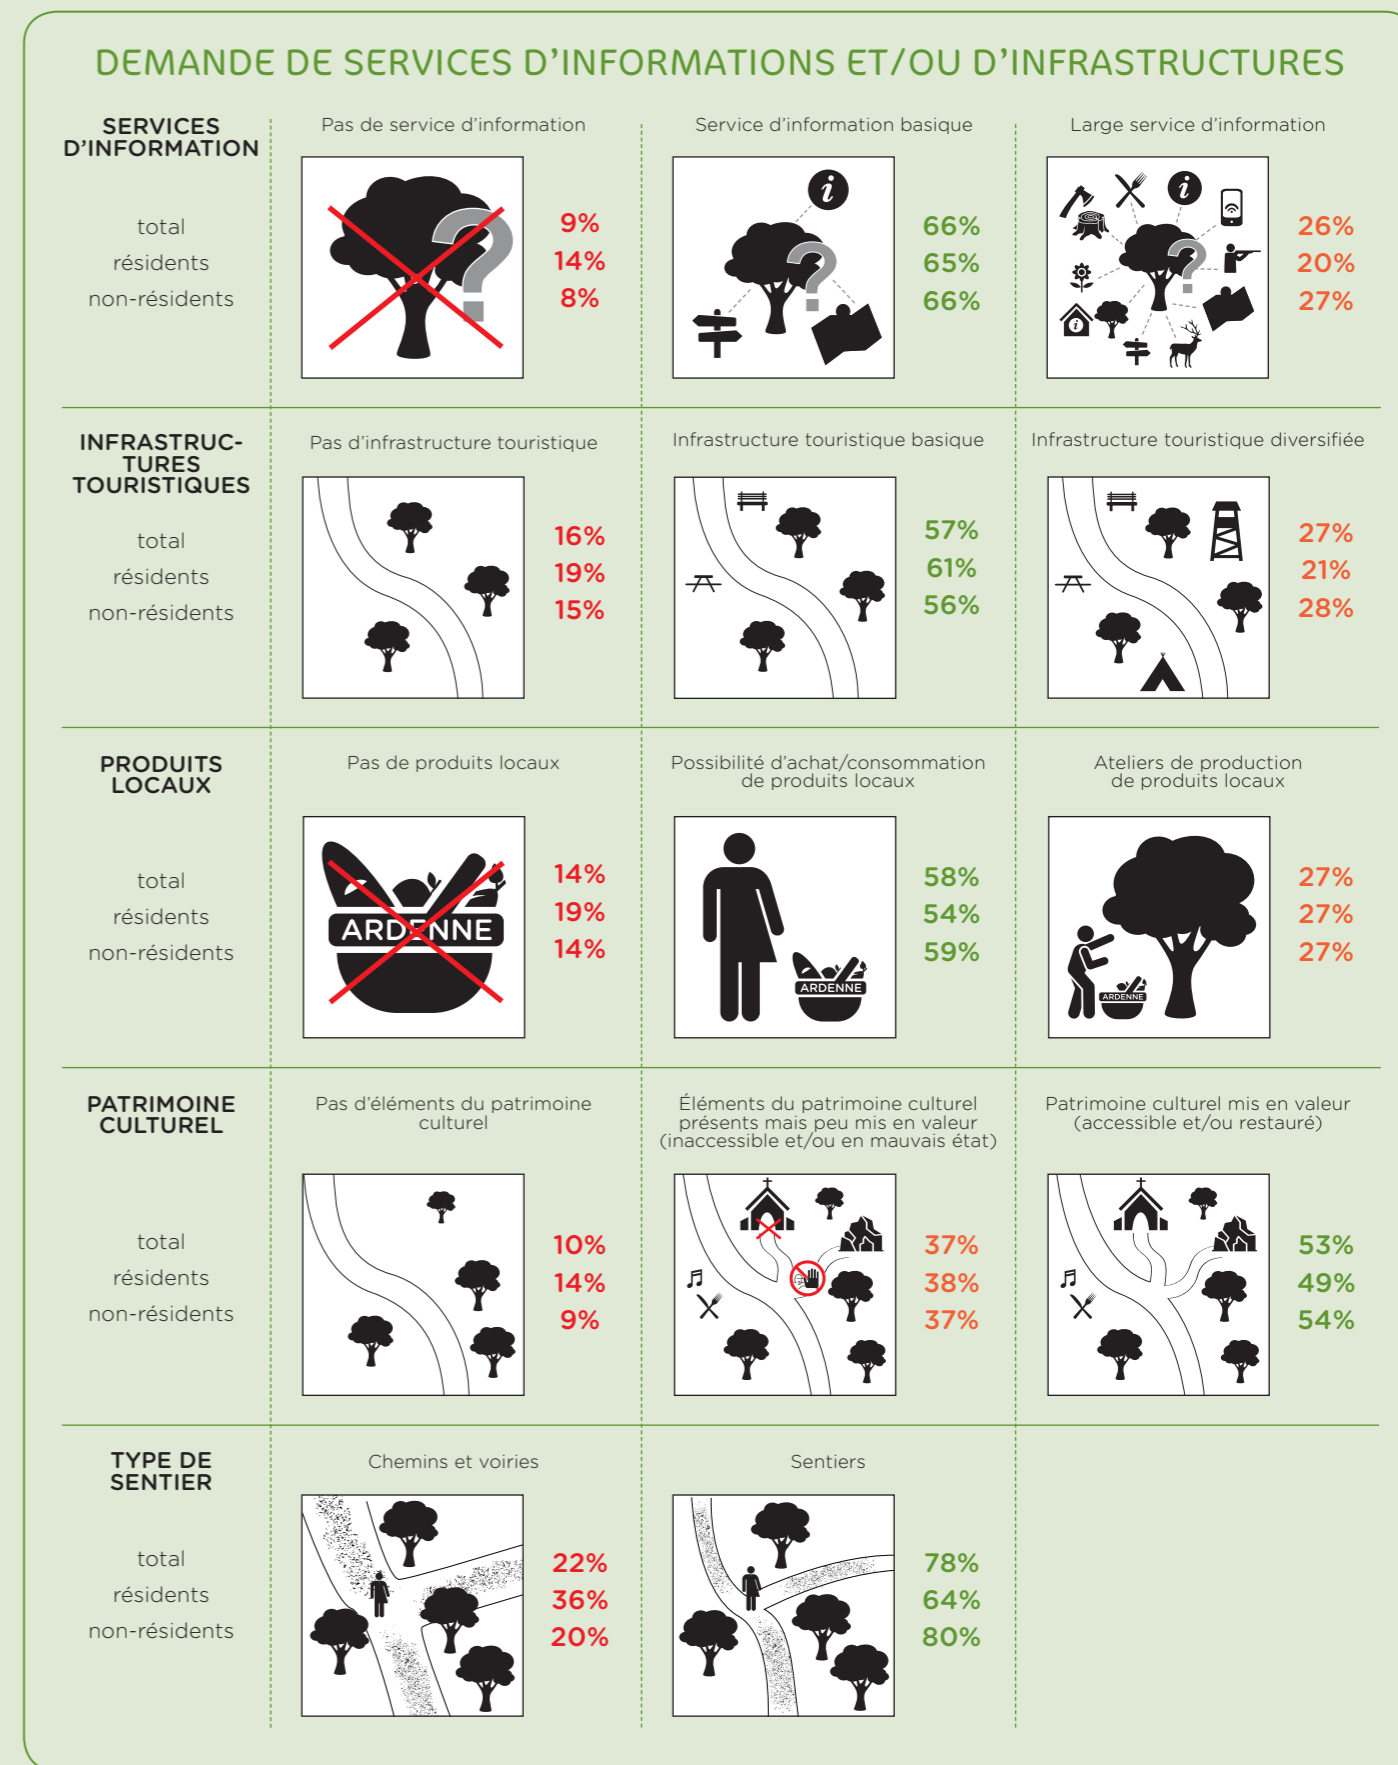 DEMANDE DE SERVICES D'INFORMATIONS ET/OU D'INFRASTRUCTURES
SERVICES
D'INFORMATION
total
résidents
non-résidents
Pas de service d'information
9%
14%
8%
Service d'information basique
66%
65%
66%
Large service d'information
26%
20%
27%
INFRASTRUC-
TURES
TOURISTIQUES
total
résidents
non-résidents
Pas d'infrastructure touristique
16%
19%
15%
Infrastructure touristique basique
57%
61%
56%
Infrastructure touristique diversifiée
27%
21%
28%
PRODUITS
LOCAUX
total
résidents
non-résidents
Pas de produits locaux
ARDENNE
14%
19%
14%
Possibilité d'achat/consommation
de produits locaux
ARDENNE
58%
54%
59%
Ateliers de production
de produits locaux
ARDENNE
27%
27%
27%
PATRIMOINE
CULTUREL
total
résidents
non-résidents
Pas d'éléments du patrimoine
culturel
10%
14%
9%
Éléments du patrimoine culturel
présents mais peu mis en valeur
(inaccessible et/ou en mauvais état)
37%
38%
37%
Patrimoine culturel mis en valeur
(accessible et/ou restauré)
53%
49%
54%
TYPE DE
SENTIER
total
résidents
non-résidents
Chemins et voiries
22%
36%
20%
Sentiers
78%
64%
80%